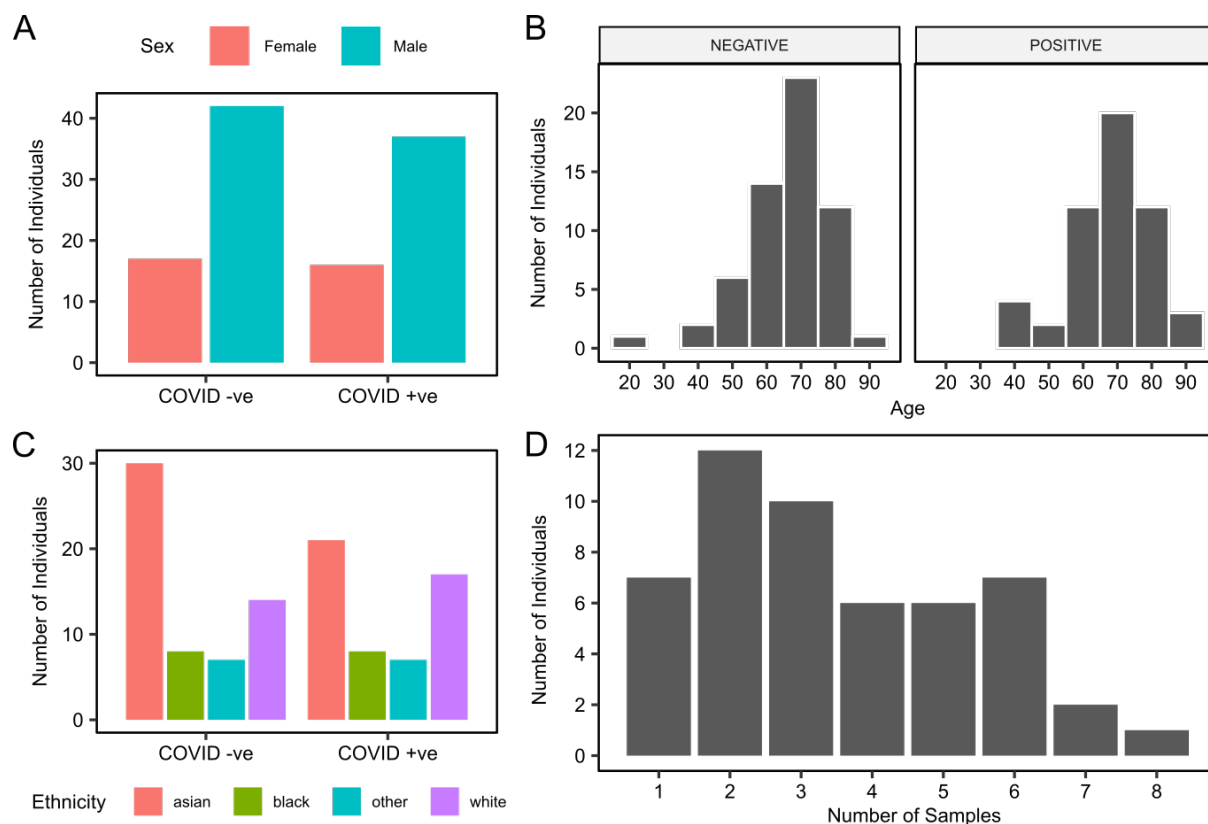 A
Sex Female Male
Number of Individuals
40
30
20
10
0
COVID -ve COVID +ve
B
NEGATIVE POSITIVE
Number of Individuals
20
15
10
5
0
20 30 40 50 60 70 80 90 20 30 40 50 60 70 80 90
Age
C
Number of Individuals
30
20
10
0
COVID -ve COVID +ve
Ethnicity asian black other white
D
Number of Individuals
12
10
8
6
4
2
0
1 2 3 4 5 6 7 8
Number of Samples